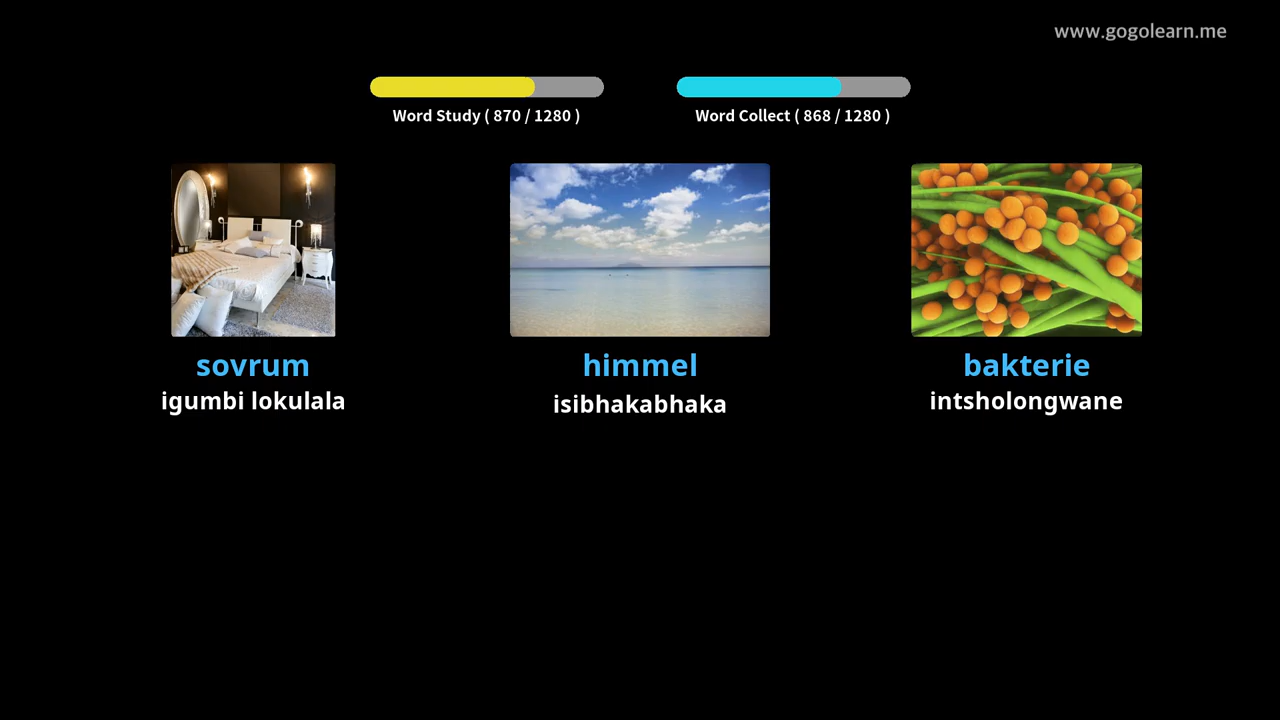 www.gogolearn.me
Word Study ( 870 / 1280 )
Word Collect ( 868 / 1280 )
sovrum
himmel
bakterie
igumbi lokulala
isibhakabhaka
intsholongwane